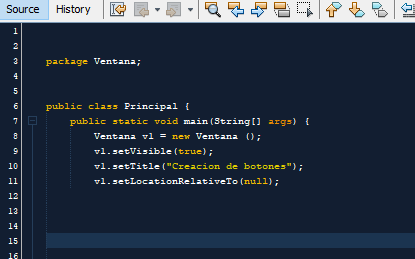 Source History
1
2
3 package Ventana;
4
5
6 public class Principal {
7 public static void main(String[] args) {
8 Ventana v1 = new Ventana ();
9 v1.setVisible(true);
10 v1.setTitle("Creacion de botones");
11 v1.setLocationRelativeTo(null);
12
13
14
15
16